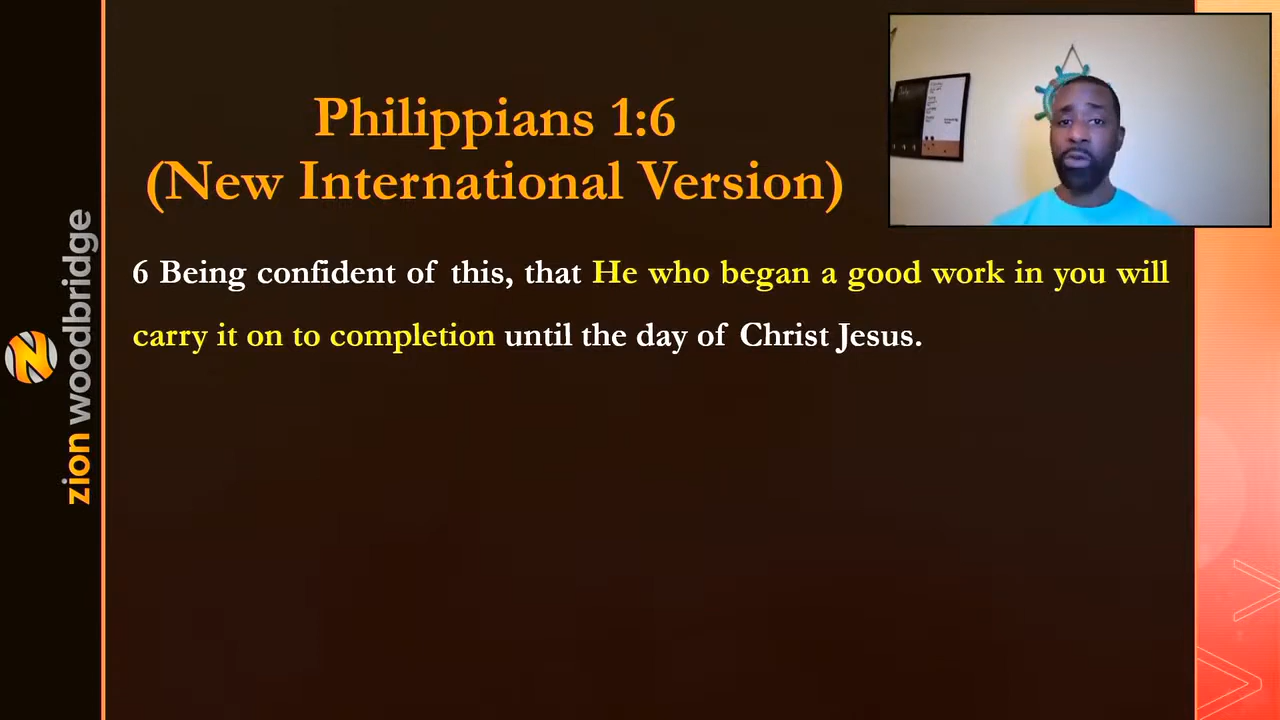 Philippians 1:6
(New International Version)
6 Being confident of this, that He who began a good work in you will
carry it on to completion until the day of Christ Jesus.
zion woodbridge